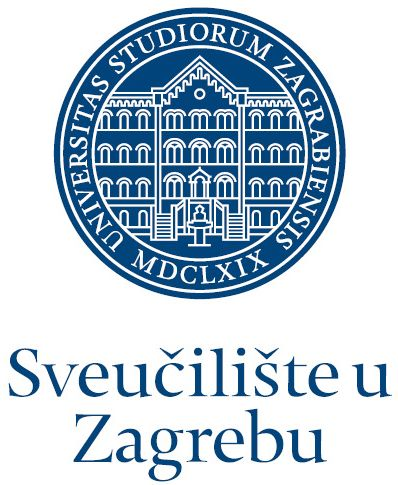 UNIVERSITAS STUDIORUM ZAGRABIENSIS
MDCLXIX
Sveučilište u
Zagrebu